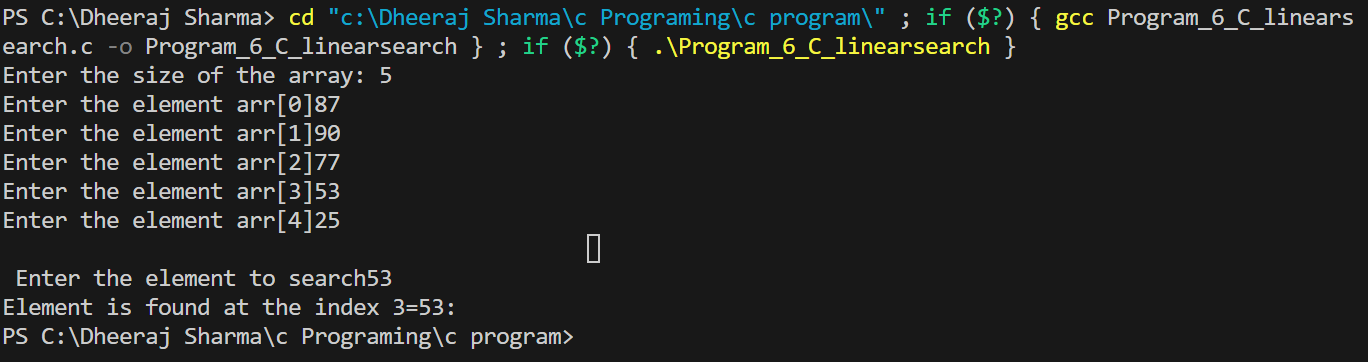 PS C:\Dheeraj Sharma> cd "c:\Dheeraj Sharma\c Programing\c program\" ; if ($?) { gcc Program_6_C_linears
earch.c -o Program_6_C_linearsearch } ; if ($?) { .\Program_6_C_linearsearch }
Enter the size of the array: 5
Enter the element arr[0]87
Enter the element arr[1]90
Enter the element arr[2]77
Enter the element arr[3]53
Enter the element arr[4]25
Enter the element to search53
Element is found at the index 3=53:
PS C:\Dheeraj Sharma\c Programing\c program>